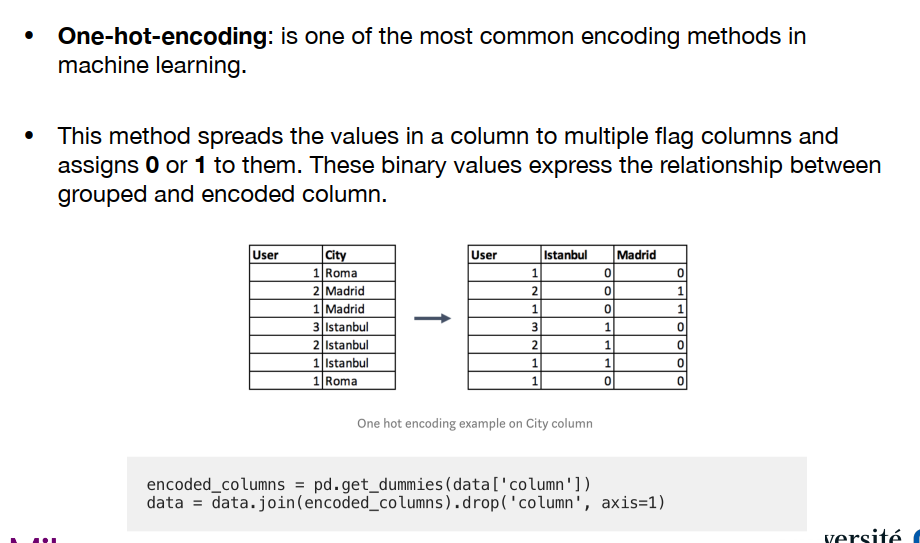 • One-hot-encoding: is one of the most common encoding methods in
machine learning.
• This method spreads the values in a column to multiple flag columns and
assigns 0 or 1 to them. These binary values express the relationship between
grouped and encoded column.
User City
1 Roma
2 Madrid
1 Madrid
3 Istanbul
2 Istanbul
1 Istanbul
1 Roma
User Istanbul Madrid
1 0 0
2 0 1
1 0 1
3 1 0
2 1 0
1 1 0
1 0 0
One hot encoding example on City column
encoded_columns = pd.get_dummies(data['column'])
data = data.join(encoded_columns).drop('column', axis=1)